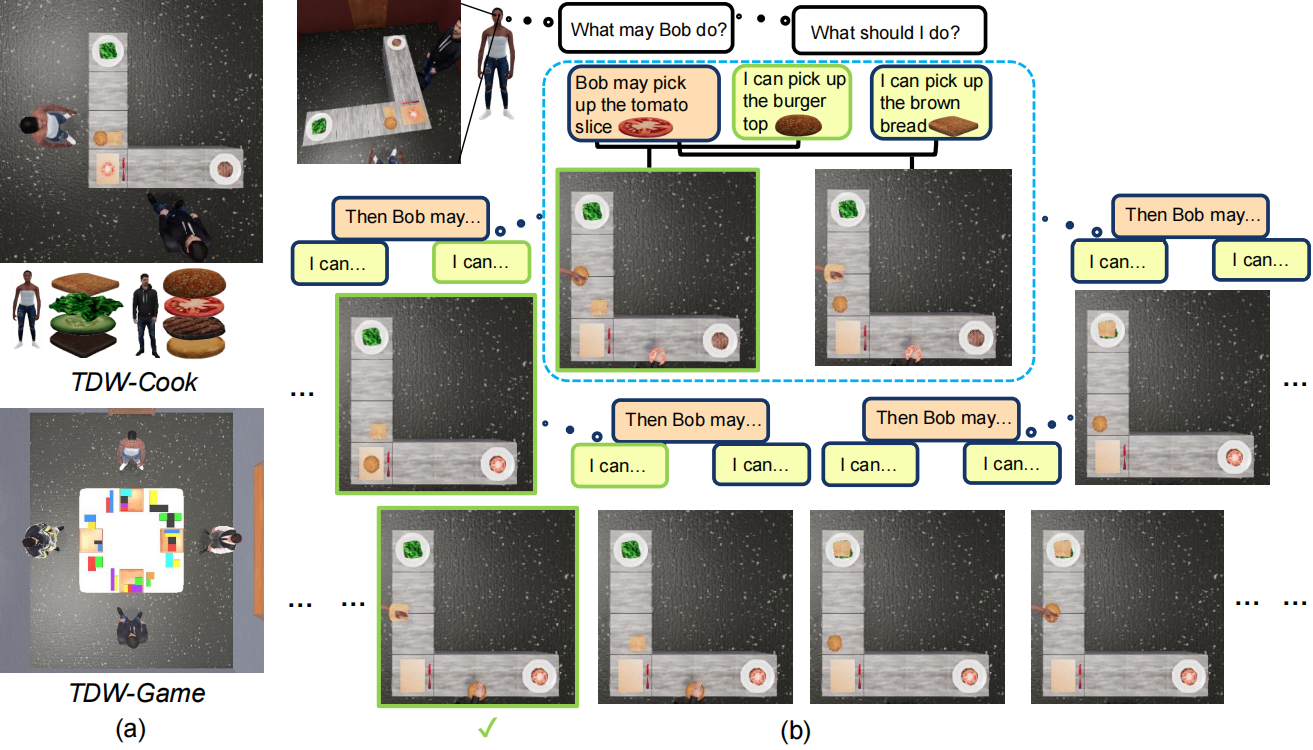 What may Bob do?
What should I do?
Bob may pick
up the tomato
slice
I can pick up
the burger
top
I can pick up
the brown
bread
Then Bob may...
I can...
I can...
Then Bob may...
I can...
I can...
TDW-Cook
...
...
Then Bob may...
I can...
I can...
Then Bob may...
I can...
I can...
... ...
... ...
TDW-Game
(a)
✓
(b)